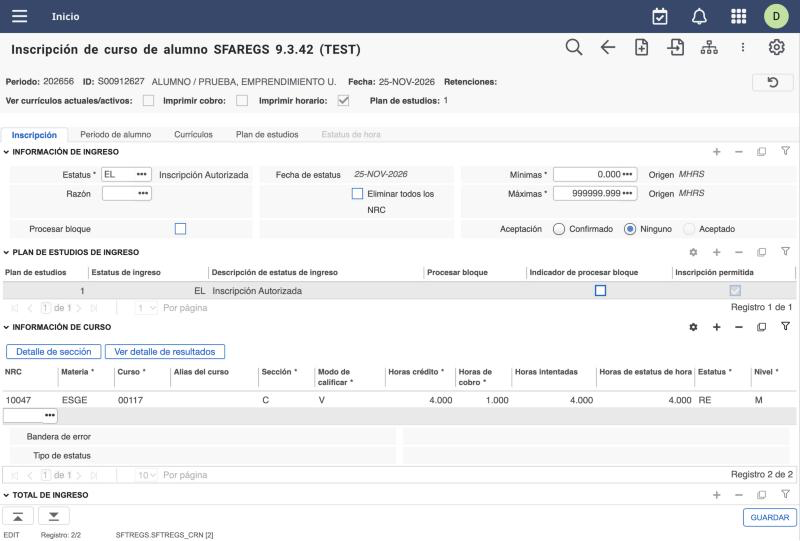 Inicio
D
Inscripción de curso de alumno SFAREGS 9.3.42 (TEST)
Periodo: 202656 ID: S00912627 ALUMNO / PRUEBA, EMPRENDIMIENTO U. Fecha: 25-NOV-2026 Retenciones:
Ver currículos actuales/activos: Imprimir cobro: Imprimir horario: Plan de estudios: 1
Inscripción Periodo de alumno Currículos Plan de estudios Estatus de hora
INFORMACIÓN DE INGRESO
Estatus * EL ••• Inscripción Autorizada Fecha de estatus 25-NOV-2026 Mínimas * 0.000 ••• Origen MHRS
Razón ••• Eliminar todos los NRC Máximas * 999999.999 ••• Origen MHRS
Procesar bloque Aceptación Confirmado Ninguno Aceptado
PLAN DE ESTUDIOS DE INGRESO
Plan de estudios Estatus de ingreso Descripción de estatus de ingreso Procesar bloque Indicador de procesar bloque Inscripción permitida
1 EL Inscripción Autorizada
1 de 1 1 Por página Registro 1 de 1
INFORMACIÓN DE CURSO
Detalle de sección Ver detalle de resultados
NRC Materia * Curso * Alias del curso Sección * Modo de calificar * Horas crédito * Horas de cobro * Horas intentadas Horas de estatus de hora Estatus * Nivel *
10047 ESGE 00117 C V 4.000 1.000 4.000 4.000 RE M
•••
Bandera de error
Tipo de estatus
1 de 1 10 Por página Registro 2 de 2
TOTAL DE INGRESO
GUARDAR
EDIT Registro: 2/2 SFTREGS.SFTREGS_CRN [2]